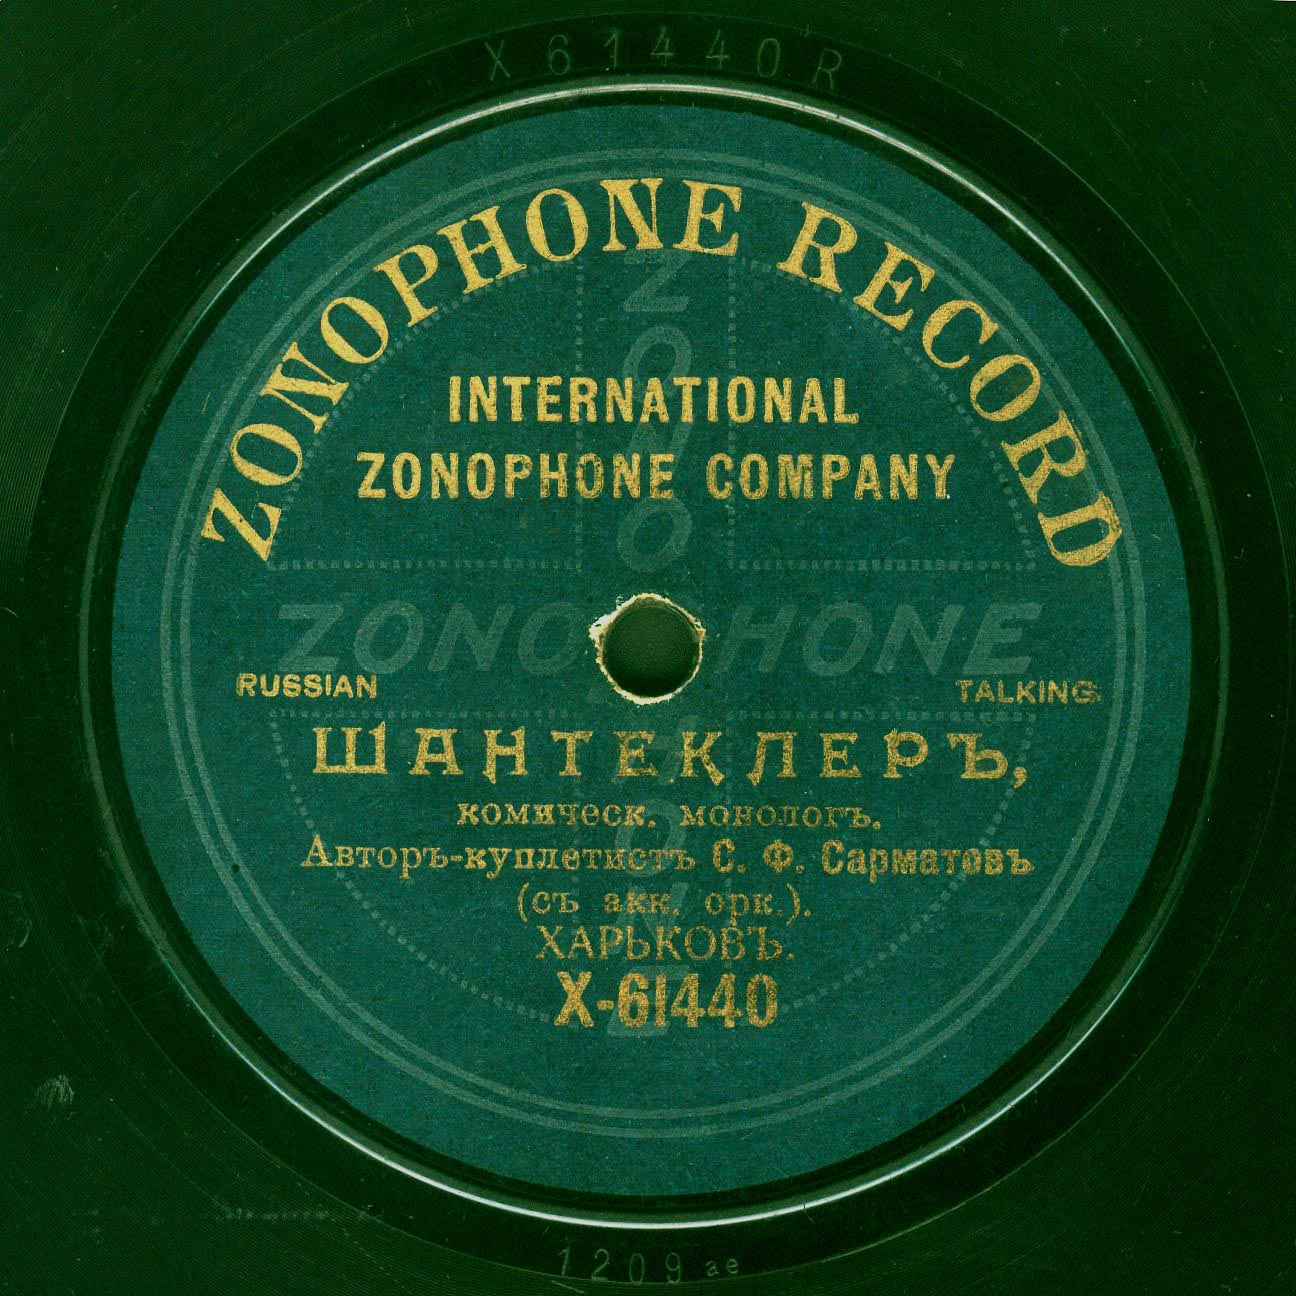 X 61440 R
ZONOPHONE RECORD
INTERNATIONAL
ZONOPHONE COMPANY
ZONOPHONE
ZONOPHONE
RUSSIAN
TALKING
ШАНТЕКЛЕРЪ,
комическ. монологъ.
Авторъ-куплетистъ С. Ф. Сарматовъ
(съ акк. орк.).
ХАРЬКОВЪ.
X-61440
1209 ae